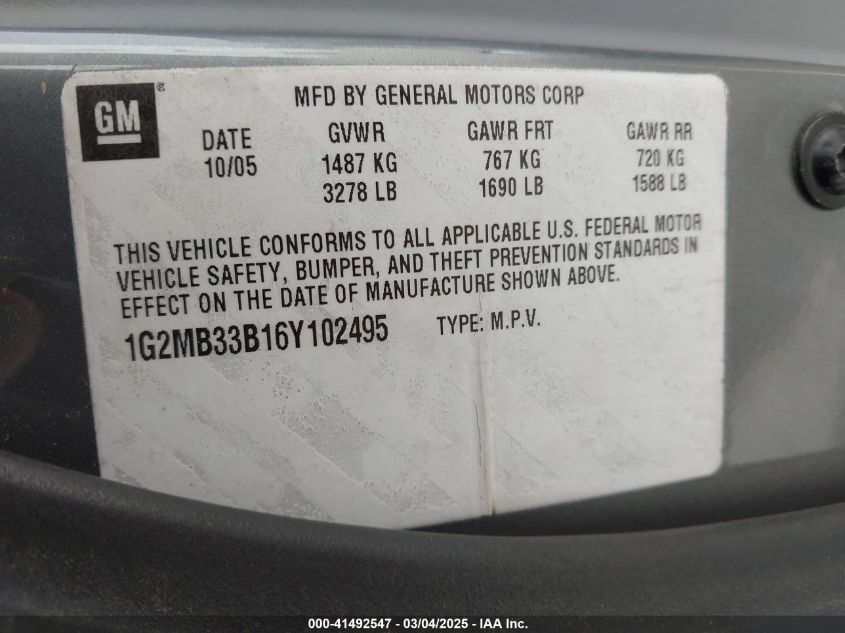 GM®
MFD BY GENERAL MOTORS CORP
DATE GVWR GAWR FRT GAWR RR
10/05 1487 KG 767 KG 720 KG
3278 LB 1690 LB 1588 LB
THIS VEHICLE CONFORMS TO ALL APPLICABLE U.S. FEDERAL MOTOR
VEHICLE SAFETY, BUMPER, AND THEFT PREVENTION STANDARDS IN
EFFECT ON THE DATE OF MANUFACTURE SHOWN ABOVE.
1G2MB33B16Y102495 TYPE: M.P.V.
000-41492547 - 03/04/2025 - IAA Inc.